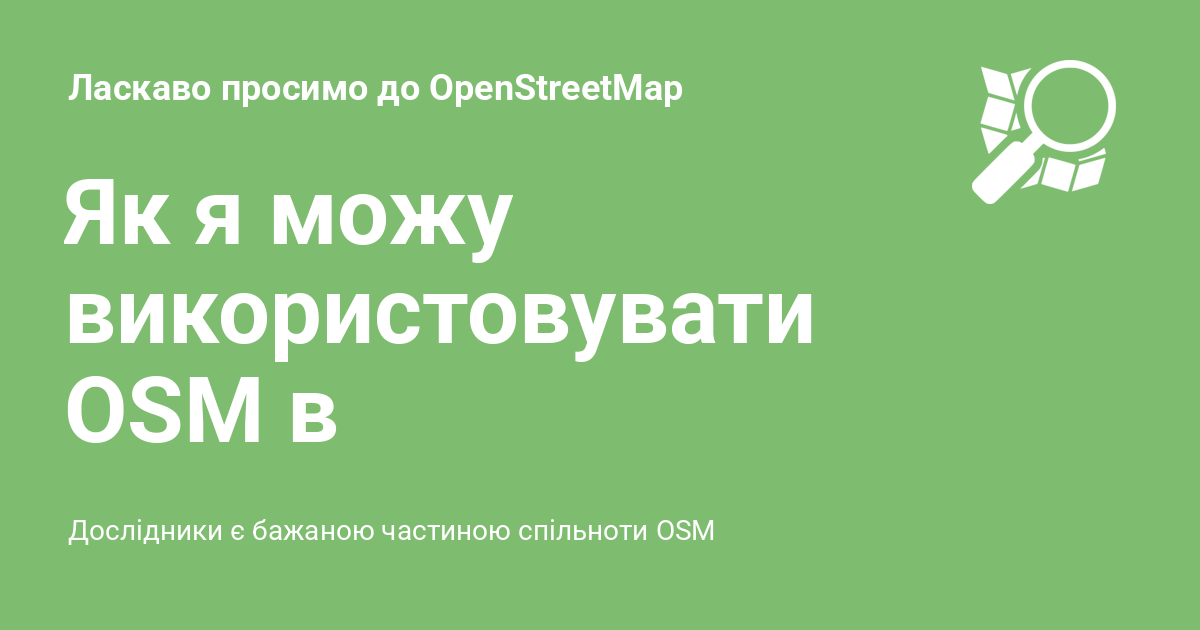 Ласкаво просимо до OpenStreetMap
Як я можу
використовувати
OSM в
Дослідники є бажаною частиною спільноти OSM